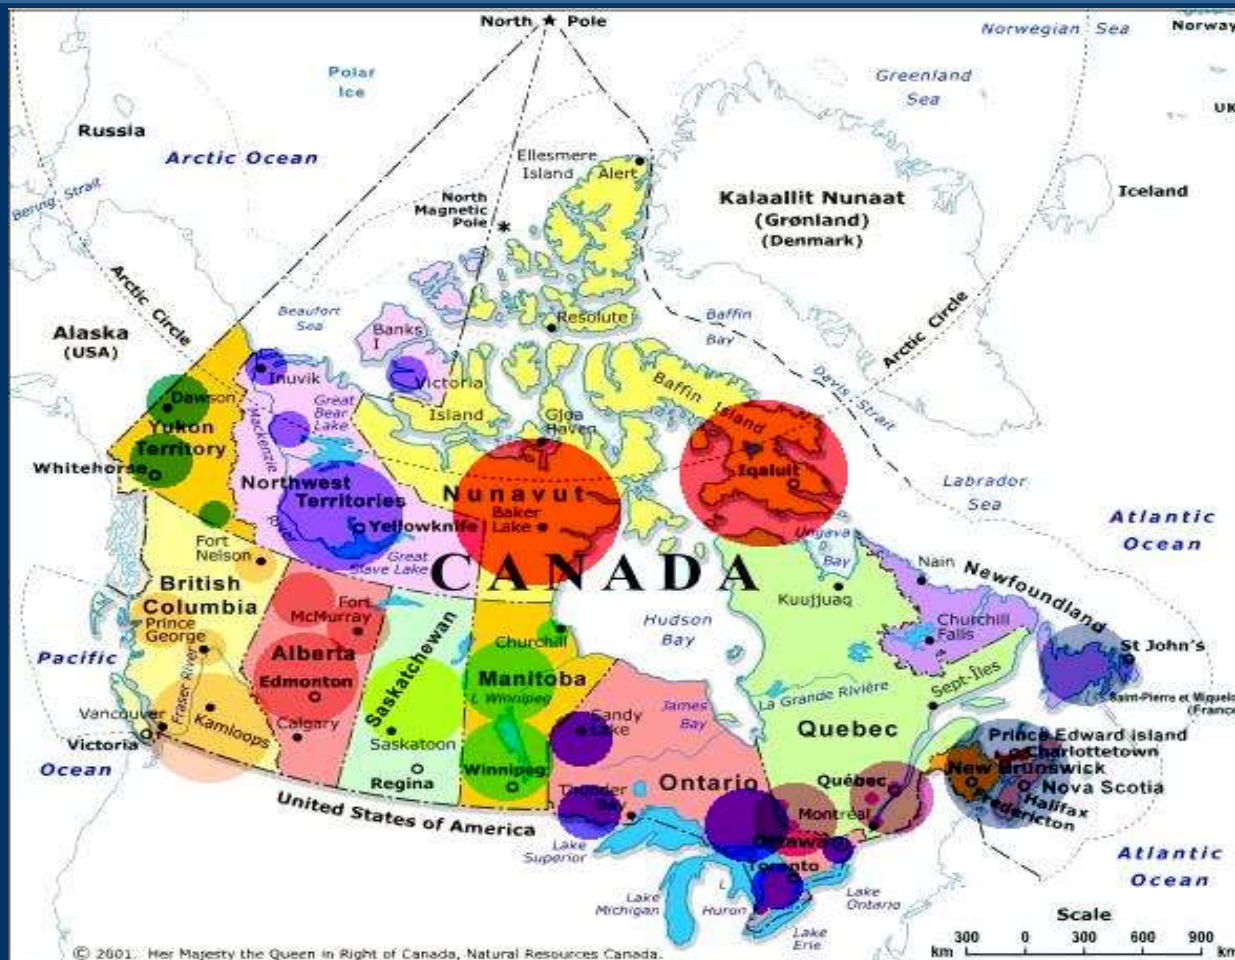 North Pole
Norwegian Sea
Norway
Polar
Ice
Greenland
Sea
UK
Russia
Arctic Ocean
Ellesmere
Island
Alert
Bering Strait
North
Magnetic
Pole
Kalaallit Nunaat
(Grønland)
(Denmark)
Iceland
Arctic Circle
Beaufort
Sea
Resolute
Baffin
Bay
Arctic Circle
Alaska
(USA)
Banks
I
Inuvik
Victoria
Island
Baffin Island
Davis Strait
Dawson
Great
Bear
Lake
Mackenzie
River
Gjoa
Haven
Yukon
Territory
Whitehorse
Northwest
Territories
Yellowknife
Nunavut
Baker
Lake
Iqaluit
Labrador
Sea
Great
Slave Lake
CANADA
Ungava
Bay
Atlantic
Ocean
Fort
Nelson
British
Columbia
Prince
George
Fort
McMurray
Alberta
Edmonton
Calgary
Saskatchewan
Saskatoon
Regina
Churchill
Manitoba
L Winnipeg
Winnipeg
Hudson
Bay
Kuujjuaq
Nain
Newfoundland
Churchill
Falls
St John's
Pacific
Ocean
Fraser River
Kamloops
Vancouver
Victoria
Sandy
Lake
James
Bay
La Grande Rivière
Sept-Îles
Saint-Pierre et Miquelon
(France
Quebec
Ontario
Québec
Montréal
Prince Edward island
Charlottetown
New Brunswick
Nova Scotia
Halifax
Fredericton
United States of America
Thunder
Bay
Lake
Superior
Ottawa
Toronto
Lake
Michigan
L
Huron
Lake
Ontario
Lake
Erie
Atlantic
Ocean
Scale
300 0 300 600 900
km km
© 2001. Her Majesty the Queen in Right of Canada, Natural Resources Canada.